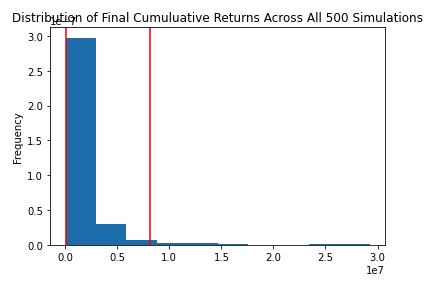 Distribution of Final Cumuluative Returns Across All 500 Simulations
1e−7
3.0
2.5
2.0
1.5
1.0
0.5
0.0
Frequency
0.0 0.5 1.0 1.5 2.0 2.5 3.0
1e7